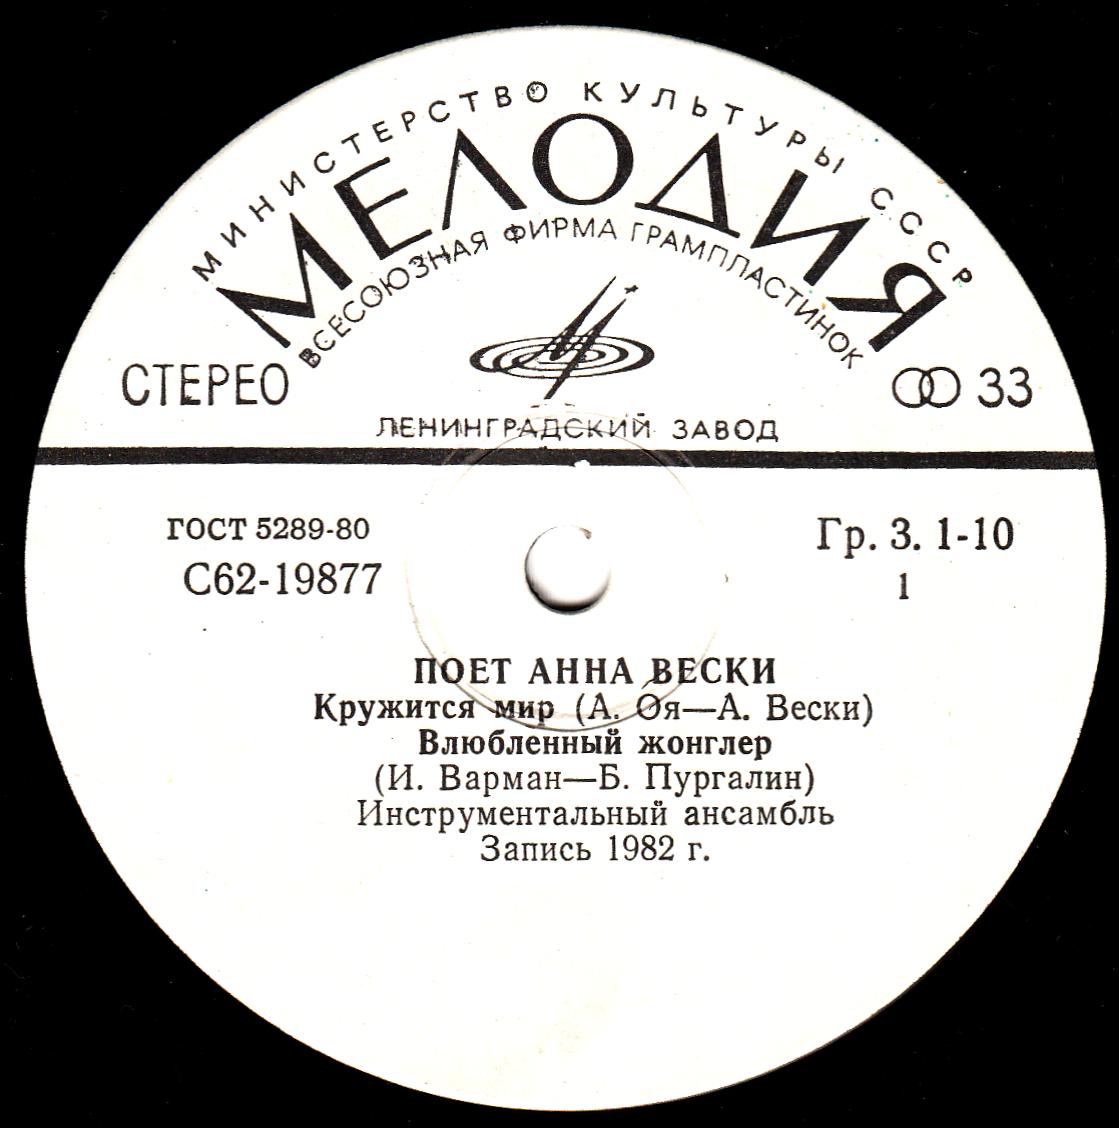 МИНИСТЕРСТВО КУЛЬТУРЫ СССР
МЕЛОДИЯ
ВСЕСОЮЗНАЯ ФИРМА ГРАМПЛАСТИНОК
СТЕРЕО
33
ЛЕНИНГРАДСКИЙ ЗАВОД
ГОСТ 5289-80
Гр. 3. 1-10
С62-19877
1
ПОЕТ АННА ВЕСКИ
Кружится мир (А. Оя—А. Вески)
Влюбленный жонглер
(И. Варман—Б. Пургалин)
Инструментальный ансамбль
Запись 1982 г.